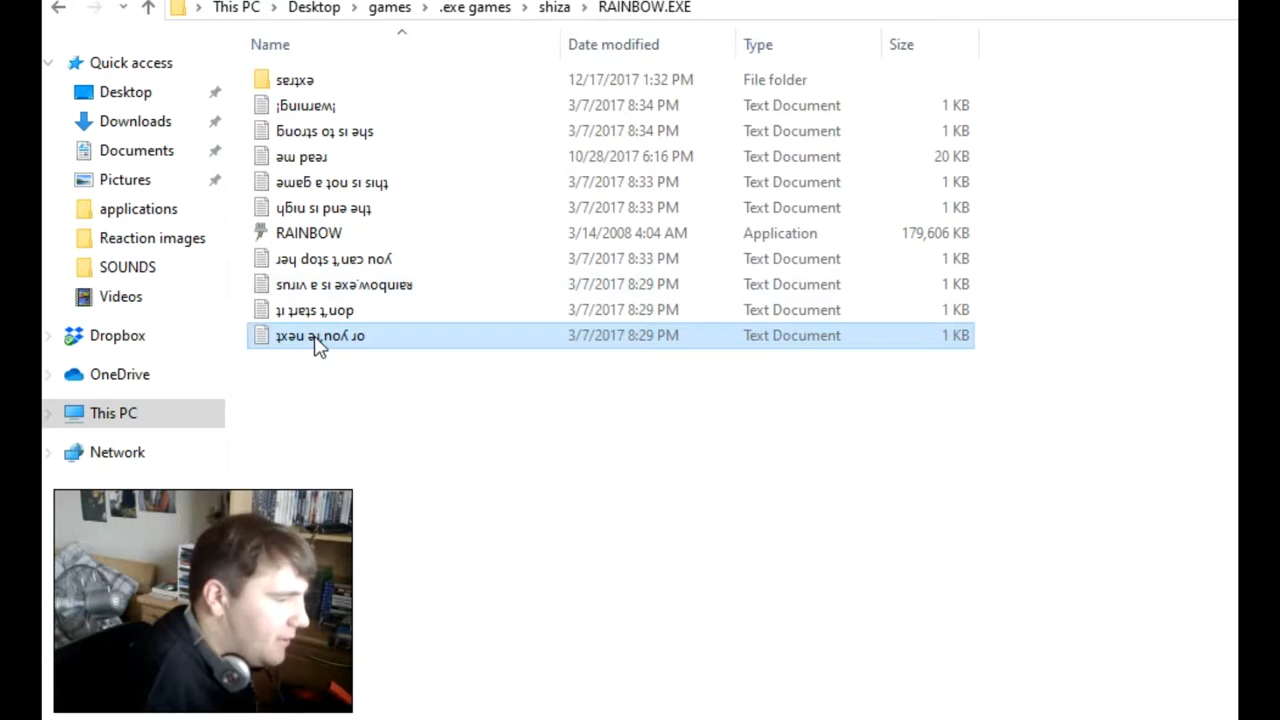 This PC > Desktop > games > .exe games > shiza > RAINBOW.EXE
Name Date modified Type Size
Quick access
Desktop
Downloads
Documents
Pictures
applications
Reaction images
SOUNDS
Videos
Dropbox
OneDrive
This PC
Network
sɐɹʇxǝ 12/17/2017 1:32 PM File folder
¡ƃuıuɹɐʍ¡ 3/7/2017 8:34 PM Text Document 1 KB
ƃuoɹʇs oʇ sı ǝɥs 3/7/2017 8:34 PM Text Document 1 KB
ǝɯ pɐǝɹ 10/28/2017 6:16 PM Text Document 20 KB
ǝɯɐƃ ɐ ʇou sı sıɥʇ 3/7/2017 8:33 PM Text Document 1 KB
ɥƃıu sı puǝ ǝɥʇ 3/7/2017 8:33 PM Text Document 1 KB
RAINBOW 3/14/2008 4:04 AM Application 179,606 KB
ɹǝɥ doʇs ʇ,uɐɔ noʎ 3/7/2017 8:33 PM Text Document 1 KB
snɹıʌ ɐ sı ǝxǝ˙ʍoquıɐɹ 3/7/2017 8:29 PM Text Document 1 KB
ʇı ʇɹɐʇs ʇ,uop 3/7/2017 8:29 PM Text Document 1 KB
ʇxǝu ǝɹ,noʎ ɹo 3/7/2017 8:29 PM Text Document 1 KB